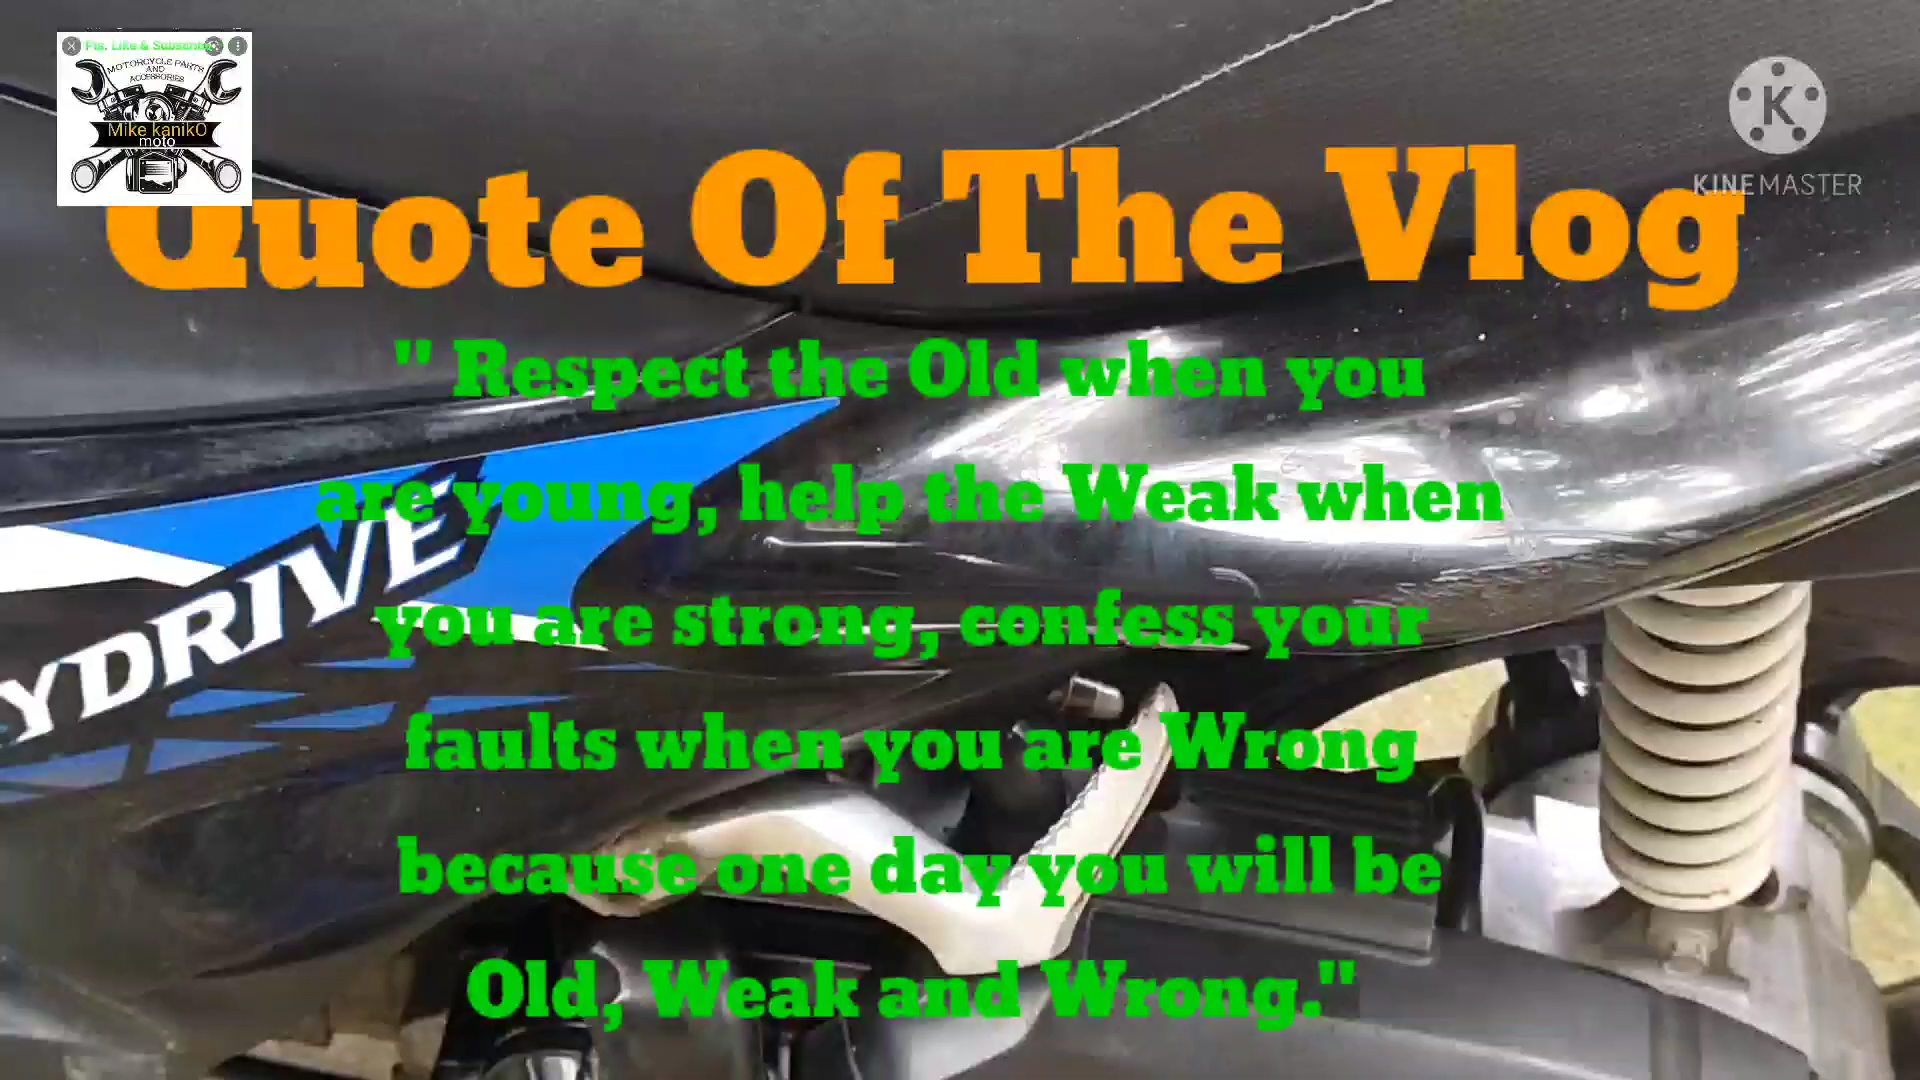 Pls. Like & Subscribe
MOTORCYCLE PARTS
AND
ACCESSORIES
Mike kanikO
moto
K
KINEMASTER
Quote Of The Vlog
" Respect the Old when you
are young, help the Weak when
you are strong, confess your
faults when you are Wrong
because one day you will be
Old, Weak and Wrong."
YDRIVE